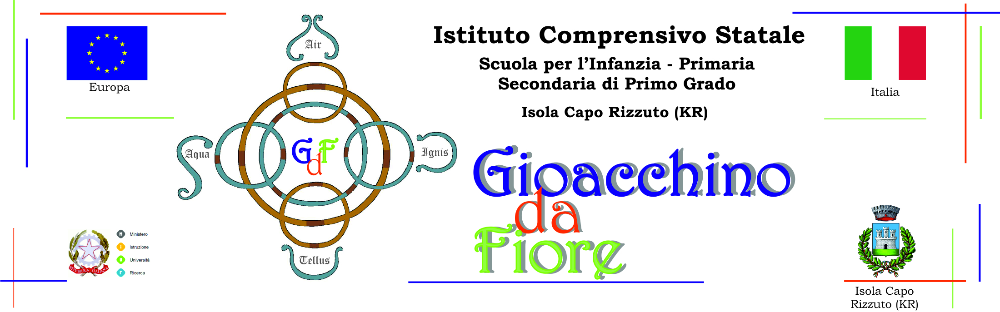 Europa
Air
Aqua
Ignis
Tellus
GdF
Istituto Comprensivo Statale
Scuola per l’Infanzia - Primaria
Secondaria di Primo Grado
Isola Capo Rizzuto (KR)
Gioacchino
da
Fiore
Italia
REPVBBLICA ITALIANA
M Ministero
i Istruzione
u Università
r Ricerca
Isola Capo
Rizzuto (KR)